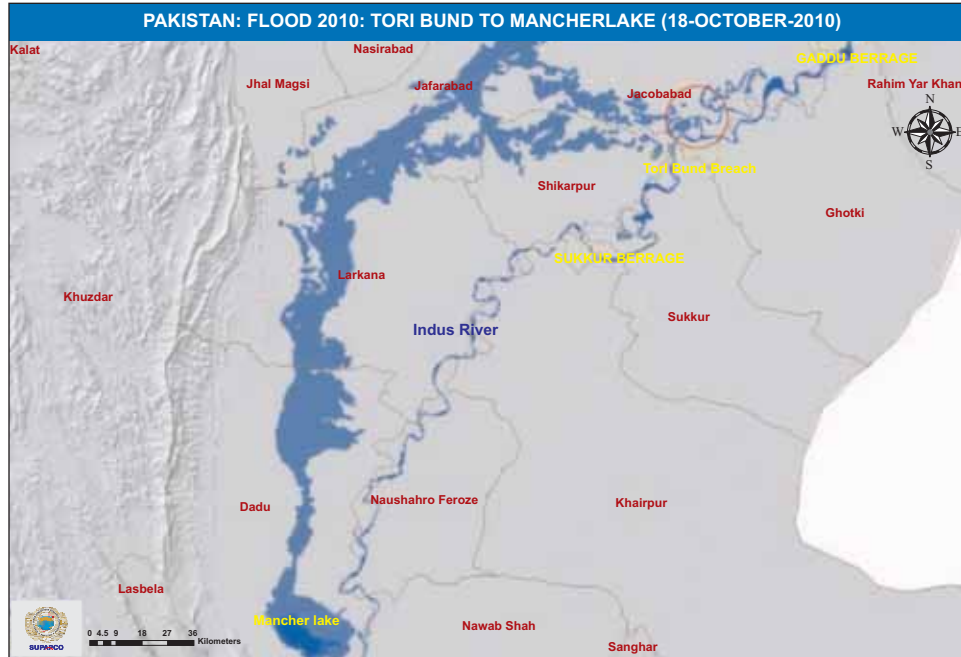 PAKISTAN: FLOOD 2010: TORI BUND TO MANCHERLAKE (18-OCTOBER-2010)
Kalat
Nasirabad
GADDU BERRAGE
Jhal Magsi
Jafarabad
Jacobabad
Rahim Yar Khan
N
W
E
S
Tori Bund Breach
Shikarpur
Ghotki
SUKKUR BERRAGE
Larkana
Khuzdar
Indus River
Sukkur
Dadu
Naushahro Feroze
Khairpur
Lasbela
Mancher lake
Nawab Shah
Sanghar
0 4.5 9 18 27 36
Kilometers
SUPARCO